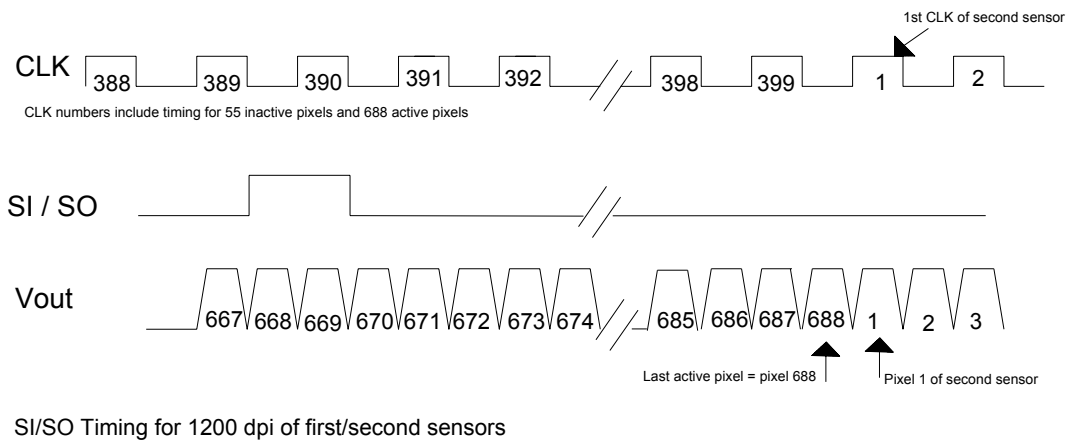 1st CLK of second sensor
CLK 388 389 390 391 392 398 399 1 2
CLK numbers include timing for 55 inactive pixels and 688 active pixels
SI / SO
Vout 667 668 669 670 671 672 673 674 685 686 687 688 1 2 3
Last active pixel = pixel 688 Pixel 1 of second sensor
SI/SO Timing for 1200 dpi of first/second sensors